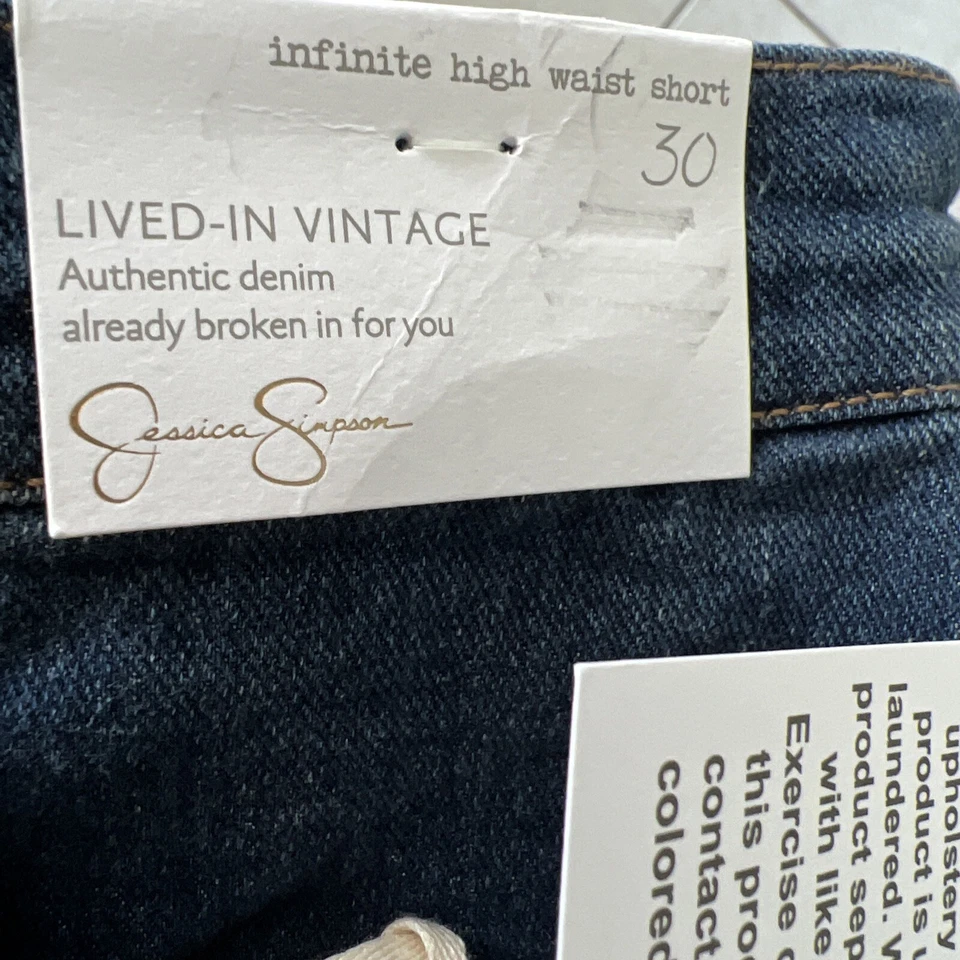 infinite high waist short
30
LIVED-IN VINTAGE
Authentic denim
already broken in for you
Jessica Simpson
upholstery
product is
laundered.
product sep
Exercise
with like
this pro
contact
colored